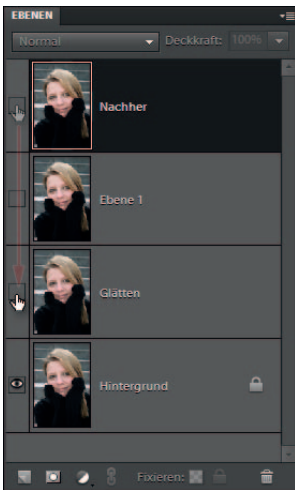 EBENEN
Normal Deckkraft: 100%
Nachher
Ebene 1
Glätten
Hintergrund
Fixieren: